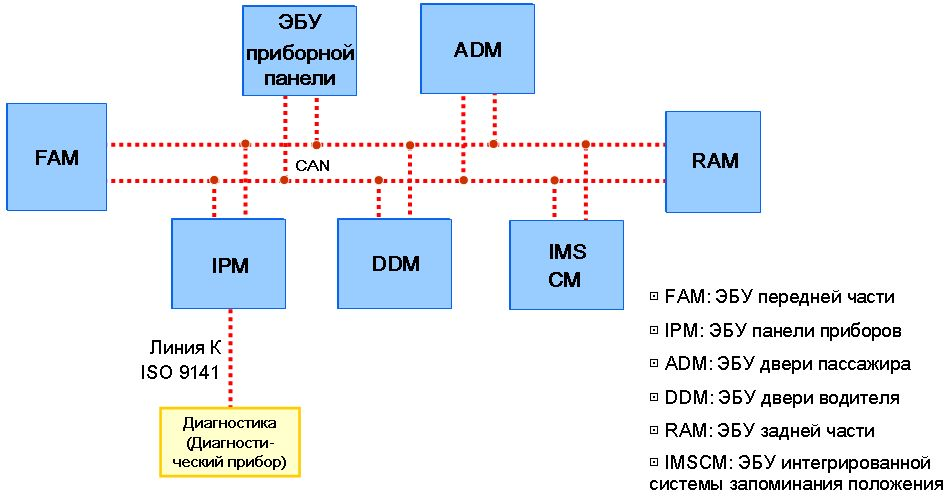 ЭБУ
приборной
панели
ADM
FAM
CAN
RAM
IPM
DDM
IMS
CM
Линия К
ISO 9141
Диагностика
(Диагности-
ческий прибор)
FAM: ЭБУ передней части
IPM: ЭБУ панели приборов
ADM: ЭБУ двери пассажира
DDM: ЭБУ двери водителя
RAM: ЭБУ задней части
IMSCM: ЭБУ интегрированной
системы запоминания положения